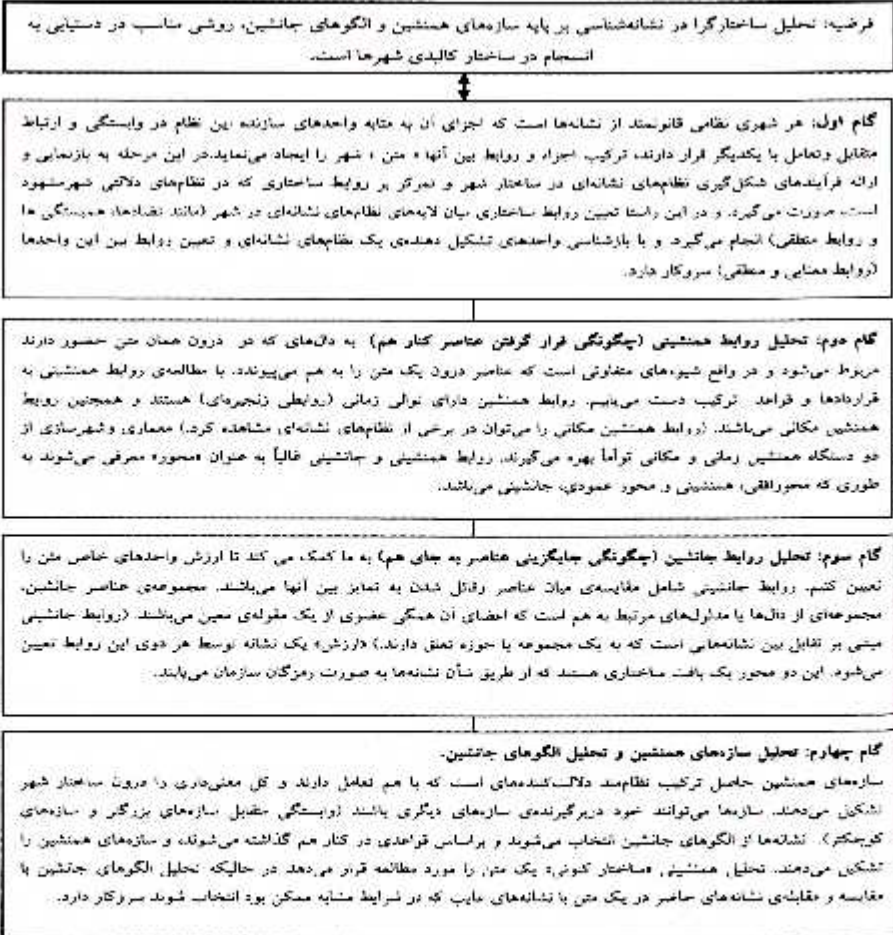 فرضیه: تحلیل ساختارگرا در نشانه‌شناسی بر پایه سازه‌های همنشین و الگوهای جانشین، روشی مناسب در دستیابی به
انسجام در ساختار کالبدی شهرها است.
گام اول: هر شهری نظامی قانونمند از نشانه‌ها است که اجزای آن به مثابه واحدهای سازنده این نظام در وابستگی و ارتباط
متقابل وتعامل با یکدیگر قرار دارند، ترکیب اجزاء و روابط بین آنها « متن » شهر را ایجاد می‌نماید.در این مرحله به بازنمایی و
ارائه فرآیندهای شکل‌گیری نظام‌های نشانه‌ای در ساختار شهر و تمرکز بر روابط ساختاری که در نظام‌های دلالتی شهرمشهود
است، صورت می‌گیرد. و در این راستا تعیین روابط ساختاری میان لایه‌های نظام‌های نشانه‌ای در شهر (مانند تضادها، همبستگی ها
و روابط منطقی) انجام می‌گیرد. و با بازشناسی واحدهای تشکیل دهنده‌ی یک نظام‌های نشانه‌ای و تعیین روابط بین این واحدها
(روابط معنایی و منطقی) سروکار دارد.
گام دوم: تحلیل روابط همنشینی (چگونگی قرار گرفتن عناصر کنار هم) به دال‌های که در درون همان متن حضور دارند
مربوط می‌شود و در واقع شیوه‌های متفاوتی است که عناصر درون یک متن را به هم می‌پیوندد. با مطالعه‌ی روابط همنشینی به
قراردادها و قواعد ترکیب دست می‌یابیم. روابط همنشین دارای توالی زمانی (روابطی زنجیره‌ای) هستند و همچنین روابط
همنشین مکانی می‌باشند. (روابط همنشین مکانی را می‌توان در برخی از نظام‌های نشانه‌ای مشاهده کرد.) معماری وشهرسازی از
دو دستگاه همنشین زمانی و مکانی توأماً بهره می‌گیرند. روابط همنشینی و جانشینی غالباً به عنوان «محور» معرفی می‌شوند به
طوری که محورافقی، همنشینی و محور عمودی، جانشینی می‌باشد.
گام سوم: تحلیل روابط جانشین (چگونگی جایگزینی عناصر به جای هم) به ما کمک می کند تا ارزش واحدهای خاص متن را
تعیین کنیم. روابط جانشینی شامل مقایسه‌ی میان عناصر وقائل شدن به تمایز بین آنها می‌باشند. مجموعه‌ی عناصر جانشین،
مجموعه‌ای از دال‌ها یا مدلول‌های مرتبط به هم است که اعضای آن همگی عضوی از یک مقوله‌ی معین می‌باشند. (روابط جانشینی
مبتنی بر تقابل بین نشانه‌هایی است که به یک مجموعه یا حوزه تعلق دارند.) «ارزش» یک نشانه توسط هر دوی این روابط تعیین
می‌شود. این دو محور یک بافت ساختاری هستند که از طریق شأن نشانه‌ها به صورت رمزگان سازمان می‌یابند.
گام چهارم: تحلیل سازه‌های همنشین و تحلیل الگوهای جانشین.
سازه‌های همنشین حاصل ترکیب نظام‌مند دلالت‌کننده‌های است که با هم تعامل دارند و کل معنی‌داری را درون ساختار شهر
تشکیل می‌دهند. سازه‌ها می‌توانند خود دربرگیرنده‌ی سازه‌های دیگری باشند (وابستگی متقابل سازه‌های بزرگتر و سازه‌های
کوچکتر). نشانه‌ها از الگوهای جانشین انتخاب می‌شوند و براساس قواعدی در کنار هم گذاشته می‌شوند، و سازه‌های همنشین را
تشکیل می‌دهند. تحلیل همنشینی «ساختار کنونی» یک متن را مورد مطالعه قرار می‌دهد در حالیکه تحلیل الگوهای جانشین با
مقایسه و مقابله‌ی نشانه‌های حاضر در یک متن با نشانه‌های غایب که در شرایط مشابه ممکن بود انتخاب شوند سروکار دارد.